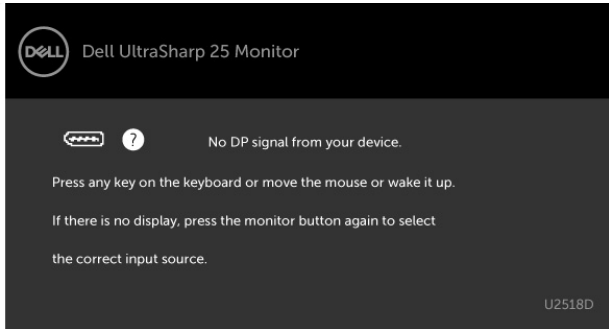 DELL
Dell UltraSharp 25 Monitor
? No DP signal from your device.
Press any key on the keyboard or move the mouse or wake it up.
If there is no display, press the monitor button again to select
the correct input source.
U2518D